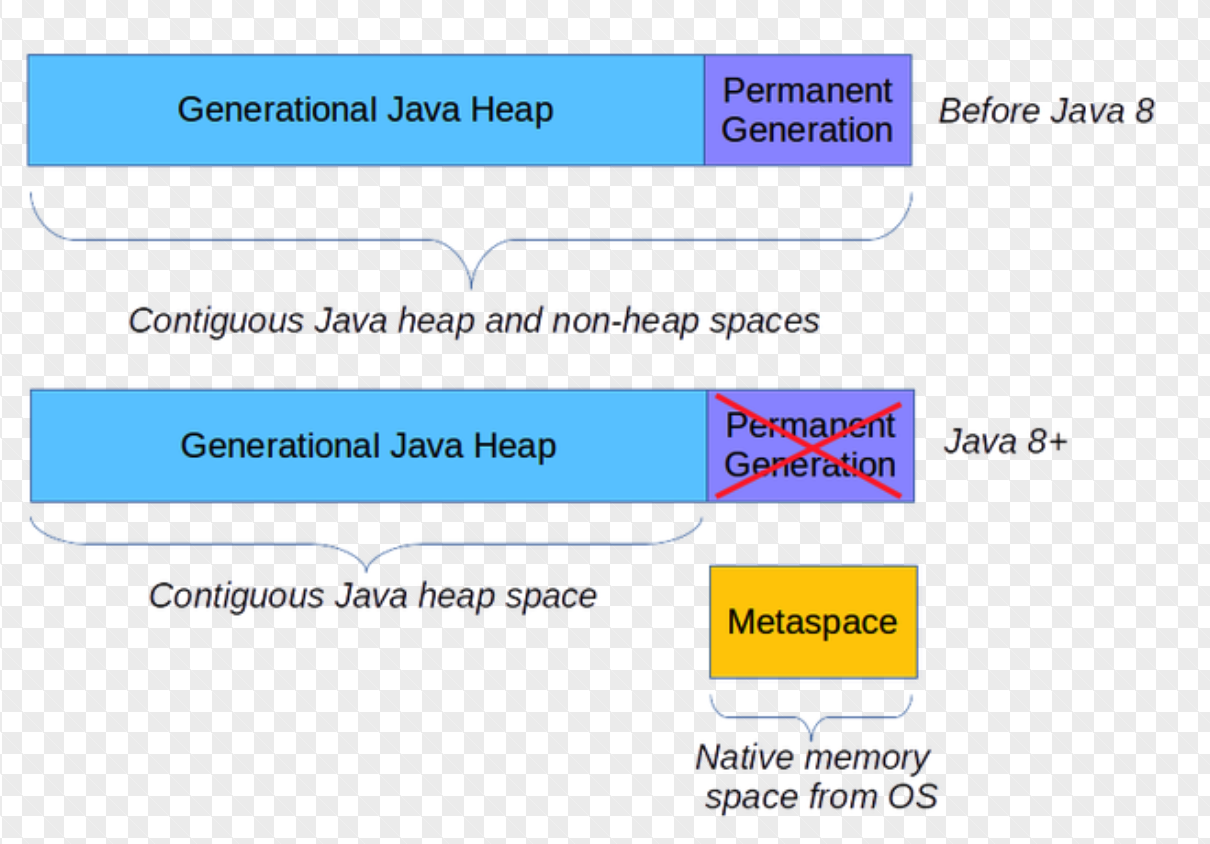 Generational Java Heap
Permanent
Generation
Before Java 8
Contiguous Java heap and non-heap spaces
Generational Java Heap
Permanent
Generation
Java 8+
Contiguous Java heap space
Metaspace
Native memory
space from OS